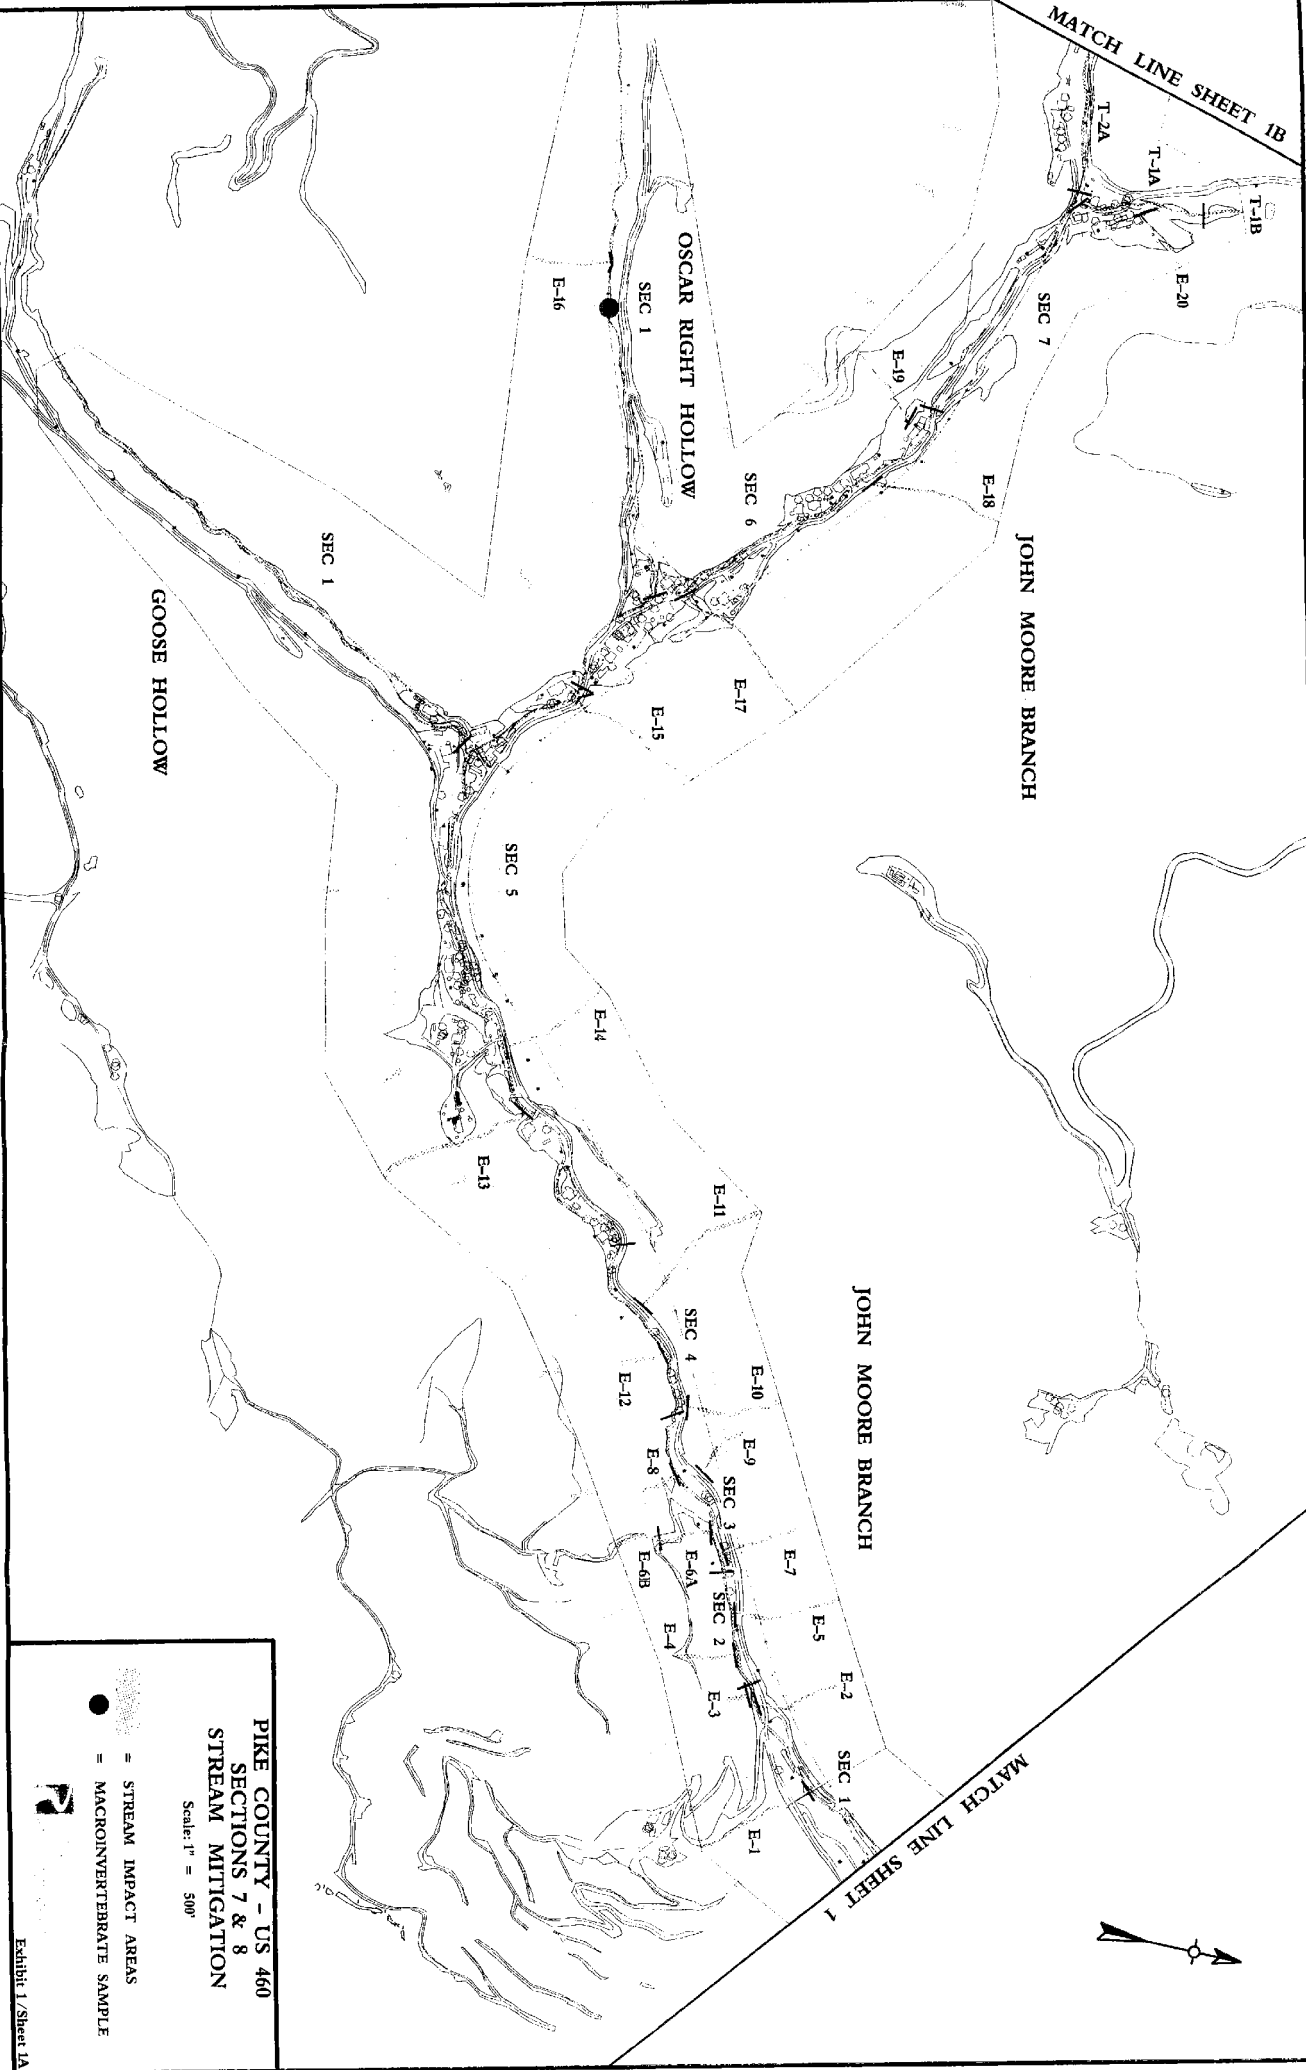 MATCH LINE SHEET 1B
T-2A
T-1A
T-1B
E-20
SEC 7
E-19
E-18
SEC 6
OSCAR RIGHT HOLLOW
SEC 1
E-16
JOHN MOORE BRANCH
E-17
E-15
SEC 1
GOOSE HOLLOW
SEC 5
E-14
E-13
E-11
JOHN MOORE BRANCH
SEC 4
E-10
E-12
E-9
E-8
SEC 3
E-7
E-6A
E-6B
SEC 2
E-5
E-4
E-2
E-3
SEC 1
E-1
MATCH LINE SHEET 1
PIKE COUNTY - US 460
SECTIONS 7 & 8
STREAM MITIGATION
Scale: 1" = 500'
= STREAM IMPACT AREAS
= MACROINVERTEBRATE SAMPLE
Exhibit 1/Sheet 1A